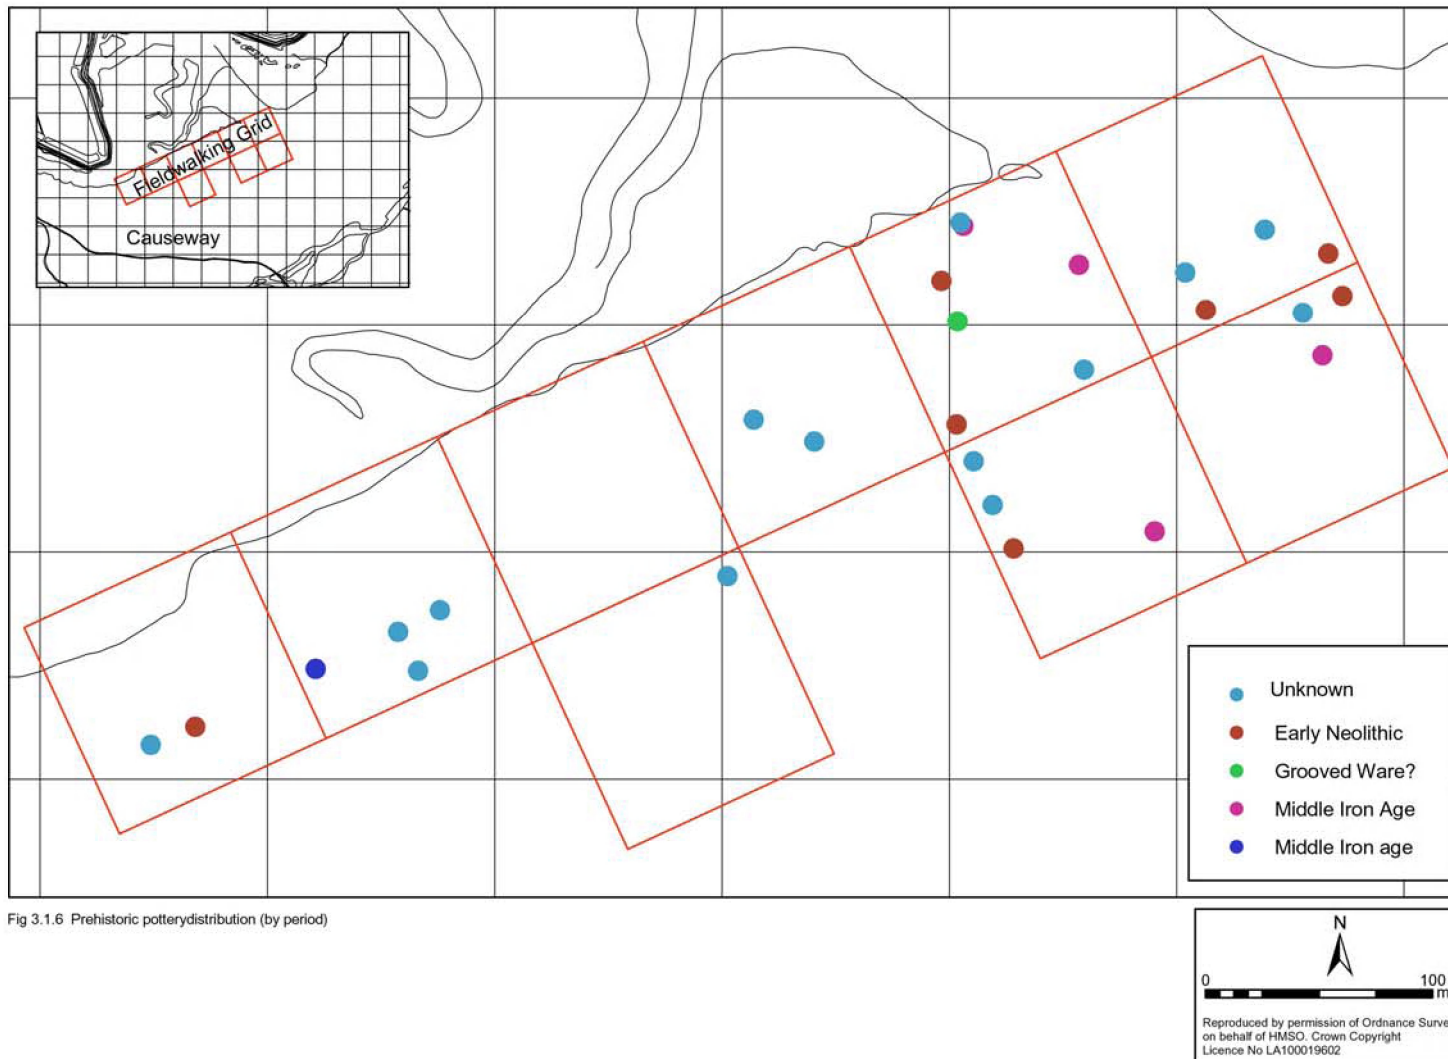 Fieldwalking Grid
Causeway
Unknown
Early Neolithic
Grooved Ware?
Middle Iron Age
Middle Iron age
Fig 3.1.6 Prehistoric potterydistribution (by period)
N
0 100
m
Reproduced by permission of Ordnance Surve
on behalf of HMSO. Crown Copyright
Licence No LA100019602